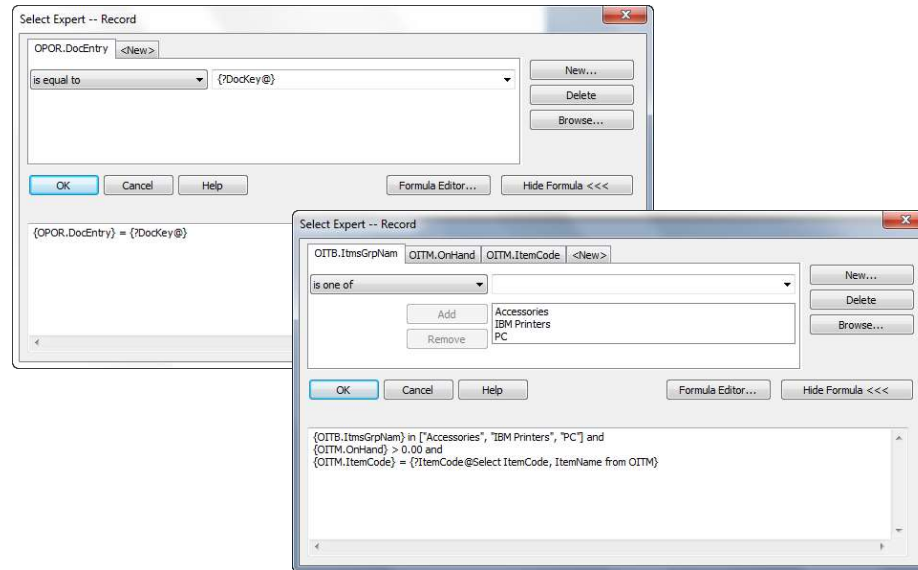 Select Expert -- Record
OPOR.DocEntry <New>
is equal to {?DocKey@}
New...
Delete
Browse...
OK Cancel Help Formula Editor... Hide Formula <<<
{OPOR.DocEntry} = {?DocKey@}
Select Expert -- Record
OITB.ItmsGrpNam OITM.OnHand OITM.ItemCode <New>
is one of
New...
Delete
Browse...
Add
Remove
Accessories
IBM Printers
PC
OK Cancel Help Formula Editor... Hide Formula <<<
{OITB.ItmsGrpNam} in ["Accessories", "IBM Printers", "PC"] and
{OITM.OnHand} > 0.00 and
{OITM.ItemCode} = {?ItemCode@Select ItemCode, ItemName from OITM}